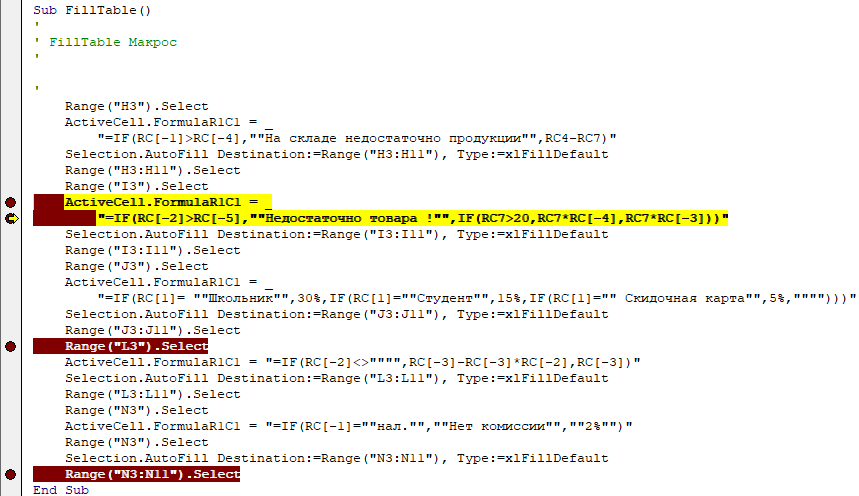 Sub FillTable()
'
' FillTable Макрос
'

'
Range("H3").Select
ActiveCell.FormulaR1C1 = _
"=IF(RC[-1]>RC[-4],""На складе недостаточно продукции"",RC4-RC7)"
Selection.AutoFill Destination:=Range("H3:H11"), Type:=xlFillDefault
Range("H3:H11").Select
Range("I3").Select
ActiveCell.FormulaR1C1 = _
"=IF(RC[-2]>RC[-5],""Недостаточно товара !"",IF(RC7>20,RC7*RC[-4],RC7*RC[-3]))"
Selection.AutoFill Destination:=Range("I3:I11"), Type:=xlFillDefault
Range("I3:I11").Select
Range("J3").Select
ActiveCell.FormulaR1C1 = _
"=IF(RC[1]= ""Школьник"",30%,IF(RC[1]=""Студент"",15%,IF(RC[1]="" Скидочная карта"",5%,"""")))"
Selection.AutoFill Destination:=Range("J3:J11"), Type:=xlFillDefault
Range("J3:J11").Select
Range("L3").Select
ActiveCell.FormulaR1C1 = "=IF(RC[-2]<>"""",RC[-3]-RC[-3]*RC[-2],RC[-3])"
Selection.AutoFill Destination:=Range("L3:L11"), Type:=xlFillDefault
Range("L3:L11").Select
Range("N3").Select
ActiveCell.FormulaR1C1 = "=IF(RC[-1]=""нал."",""Нет комиссии"",""2%"")"
Range("N3").Select
Selection.AutoFill Destination:=Range("N3:N11"), Type:=xlFillDefault
Range("N3:N11").Select
End Sub